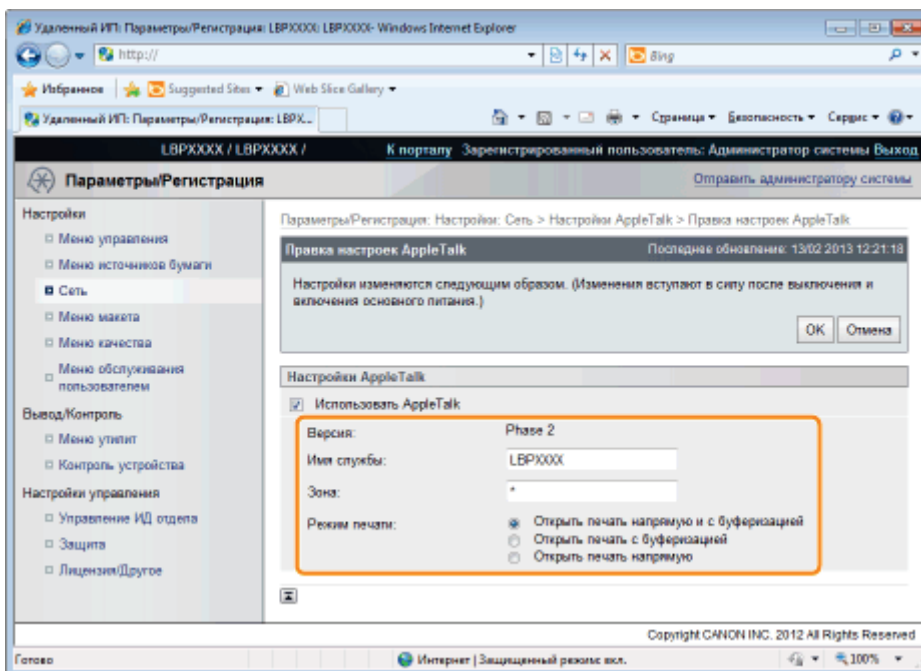 Удаленный ИП: Параметры/Регистрация: LBPXXXX: LBPXXXX- Windows Internet Explorer
http://
Bing
Избранное Suggested Sites Web Slice Gallery
Удаленный ИП: Параметры/Регистрация: LBPX...
Страница Безопасность Сервис
LBPXXXX / LBPXXXX /
К порталу Зарегистрированный пользователь: Администратор системы Выход
Параметры/Регистрация
Отправить администратору системы
Настройки
Меню управления
Меню источников бумаги
Сеть
Меню макета
Меню качества
Меню обслуживания
пользователем
Вывод/Контроль
Меню утилит
Контроль устройства
Настройки управления
Управление ИД отдела
Защита
Лицензия/Другое
Параметры/Регистрация: Настройки: Сеть > Настройки AppleTalk > Правка настроек AppleTalk
Правка настроек AppleTalk Последнее обновление: 13/02 2013 12:21:18
Настройки изменяются следующим образом. (Изменения вступают в силу после выключения и
включения основного питания.)
OK Отмена
Настройки AppleTalk
Использовать AppleTalk
Версия: Phase 2
Имя службы: LBPXXXX
Зона: *
Режим печати: Открыть печать напрямую и с буферизацией
Открыть печать с буферизацией
Открыть печать напрямую
Copyright CANON INC. 2012 All Rights Reserved
Готово Интернет | Защищенный режим: вкл. 100%